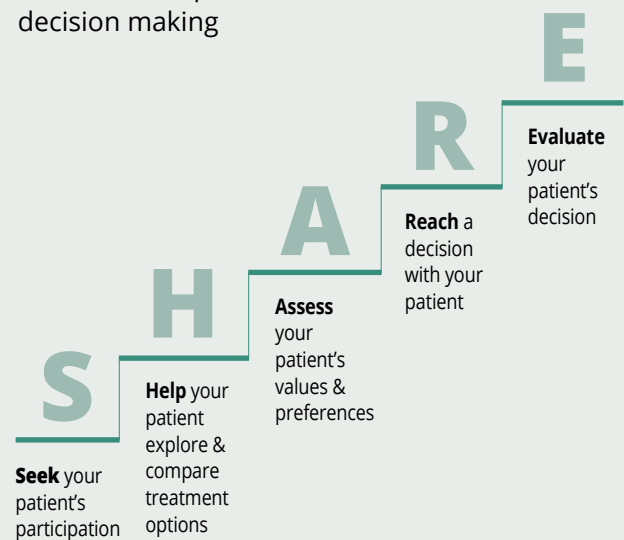 decision making
S
Seek your
patient's
participation
H
Help your
patient
explore &
compare
treatment
options
A
Assess
your
patient's
values &
preferences
R
Reach a
decision
with your
patient
E
Evaluate
your
patient's
decision